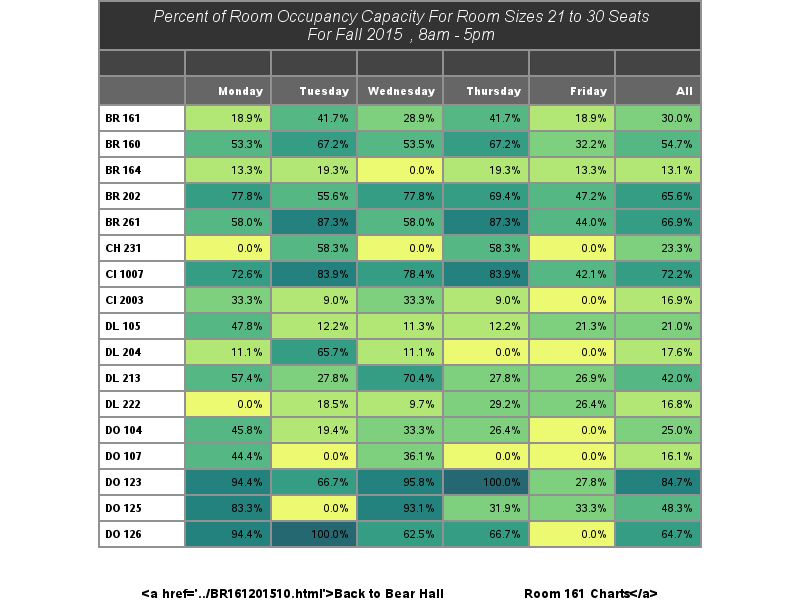 Percent of Room Occupancy Capacity For Room Sizes 21 to 30 Seats
For Fall 2015 , 8am - 5pm
Monday Tuesday Wednesday Thursday Friday All
BR 161 18.9% 41.7% 28.9% 41.7% 18.9% 30.0%
BR 160 53.3% 67.2% 53.5% 67.2% 32.2% 54.7%
BR 164 13.3% 19.3% 0.0% 19.3% 13.3% 13.1%
BR 202 77.8% 55.6% 77.8% 69.4% 47.2% 65.6%
BR 261 58.0% 87.3% 58.0% 87.3% 44.0% 66.9%
CH 231 0.0% 58.3% 0.0% 58.3% 0.0% 23.3%
CI 1007 72.6% 83.9% 78.4% 83.9% 42.1% 72.2%
CI 2003 33.3% 9.0% 33.3% 9.0% 0.0% 16.9%
DL 105 47.8% 12.2% 11.3% 12.2% 21.3% 21.0%
DL 204 11.1% 65.7% 11.1% 0.0% 0.0% 17.6%
DL 213 57.4% 27.8% 70.4% 27.8% 26.9% 42.0%
DL 222 0.0% 18.5% 9.7% 29.2% 26.4% 16.8%
DO 104 45.8% 19.4% 33.3% 26.4% 0.0% 25.0%
DO 107 44.4% 0.0% 36.1% 0.0% 0.0% 16.1%
DO 123 94.4% 66.7% 95.8% 100.0% 27.8% 84.7%
DO 125 83.3% 0.0% 93.1% 31.9% 33.3% 48.3%
DO 126 94.4% 100.0% 62.5% 66.7% 0.0% 64.7%
<a href='../BR161201510.html'>Back to Bear Hall Room 161 Charts</a>